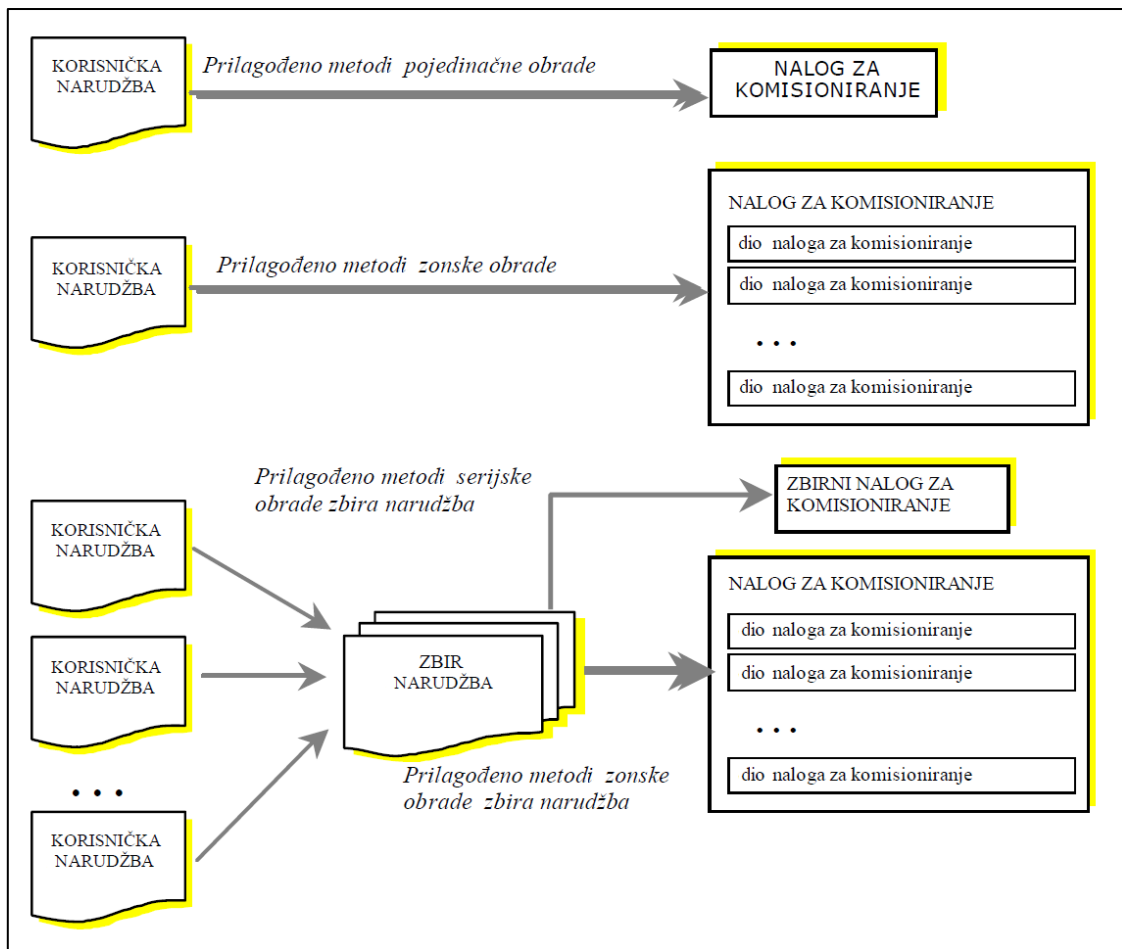 KORISNIČKA
NARUDŽBA
Prilagođeno metodi pojedinačne obrade
NALOG ZA
KOMISIONIRANJE
KORISNIČKA
NARUDŽBA
Prilagođeno metodi zonske obrade
NALOG ZA KOMISIONIRANJE
dio naloga za komisioniranje
dio naloga za komisioniranje
...
dio naloga za komisioniranje
Prilagođeno metodi serijske
obrade zbira narudžba
ZBIRNI NALOG ZA
KOMISIONIRANJE
KORISNIČKA
NARUDŽBA
KORISNIČKA
NARUDŽBA
...
KORISNIČKA
NARUDŽBA
ZBIR
NARUDŽBA
Prilagođeno metodi zonske
obrade zbira narudžba
NALOG ZA KOMISIONIRANJE
dio naloga za komisioniranje
dio naloga za komisioniranje
...
dio naloga za komisioniranje